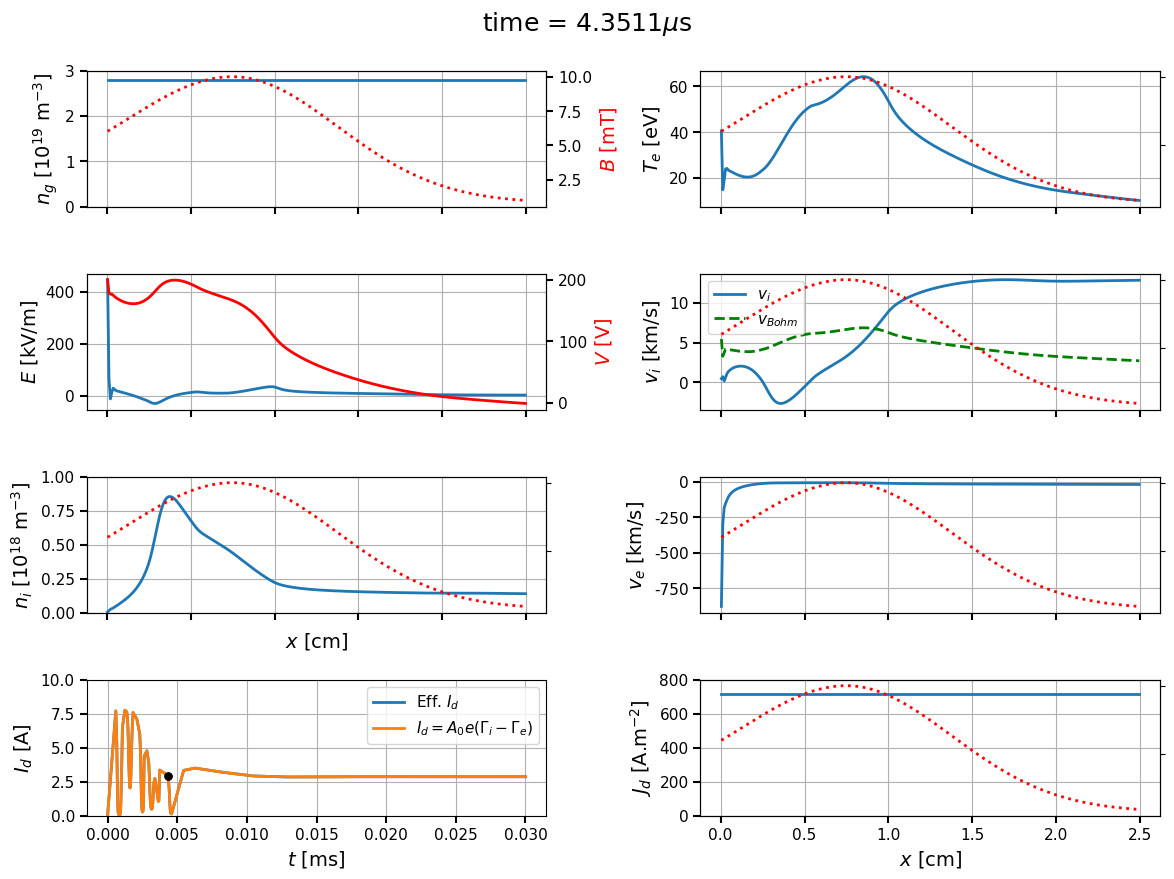 time = 4.3511μs
3
2
1
0
n_g [10^19 m^−3]
10.0
7.5
5.0
2.5
B [mT]
60
40
20
T_e [eV]
400
200
0
E [kV/m]
200
100
0
V [V]
10
5
0
v_i [km/s]
v_i
v_Bohm
1.00
0.75
0.50
0.25
0.00
n_i [10^18 m^−3]
x [cm]
0
-250
-500
-750
v_e [km/s]
10.0
7.5
5.0
2.5
0.0
I_d [A]
Eff. I_d
I_d = A_0e(Γ_i − Γ_e)
0.000 0.005 0.010 0.015 0.020 0.025 0.030
t [ms]
800
600
400
200
0
J_d [A.m^−2]
0.0 0.5 1.0 1.5 2.0 2.5
x [cm]